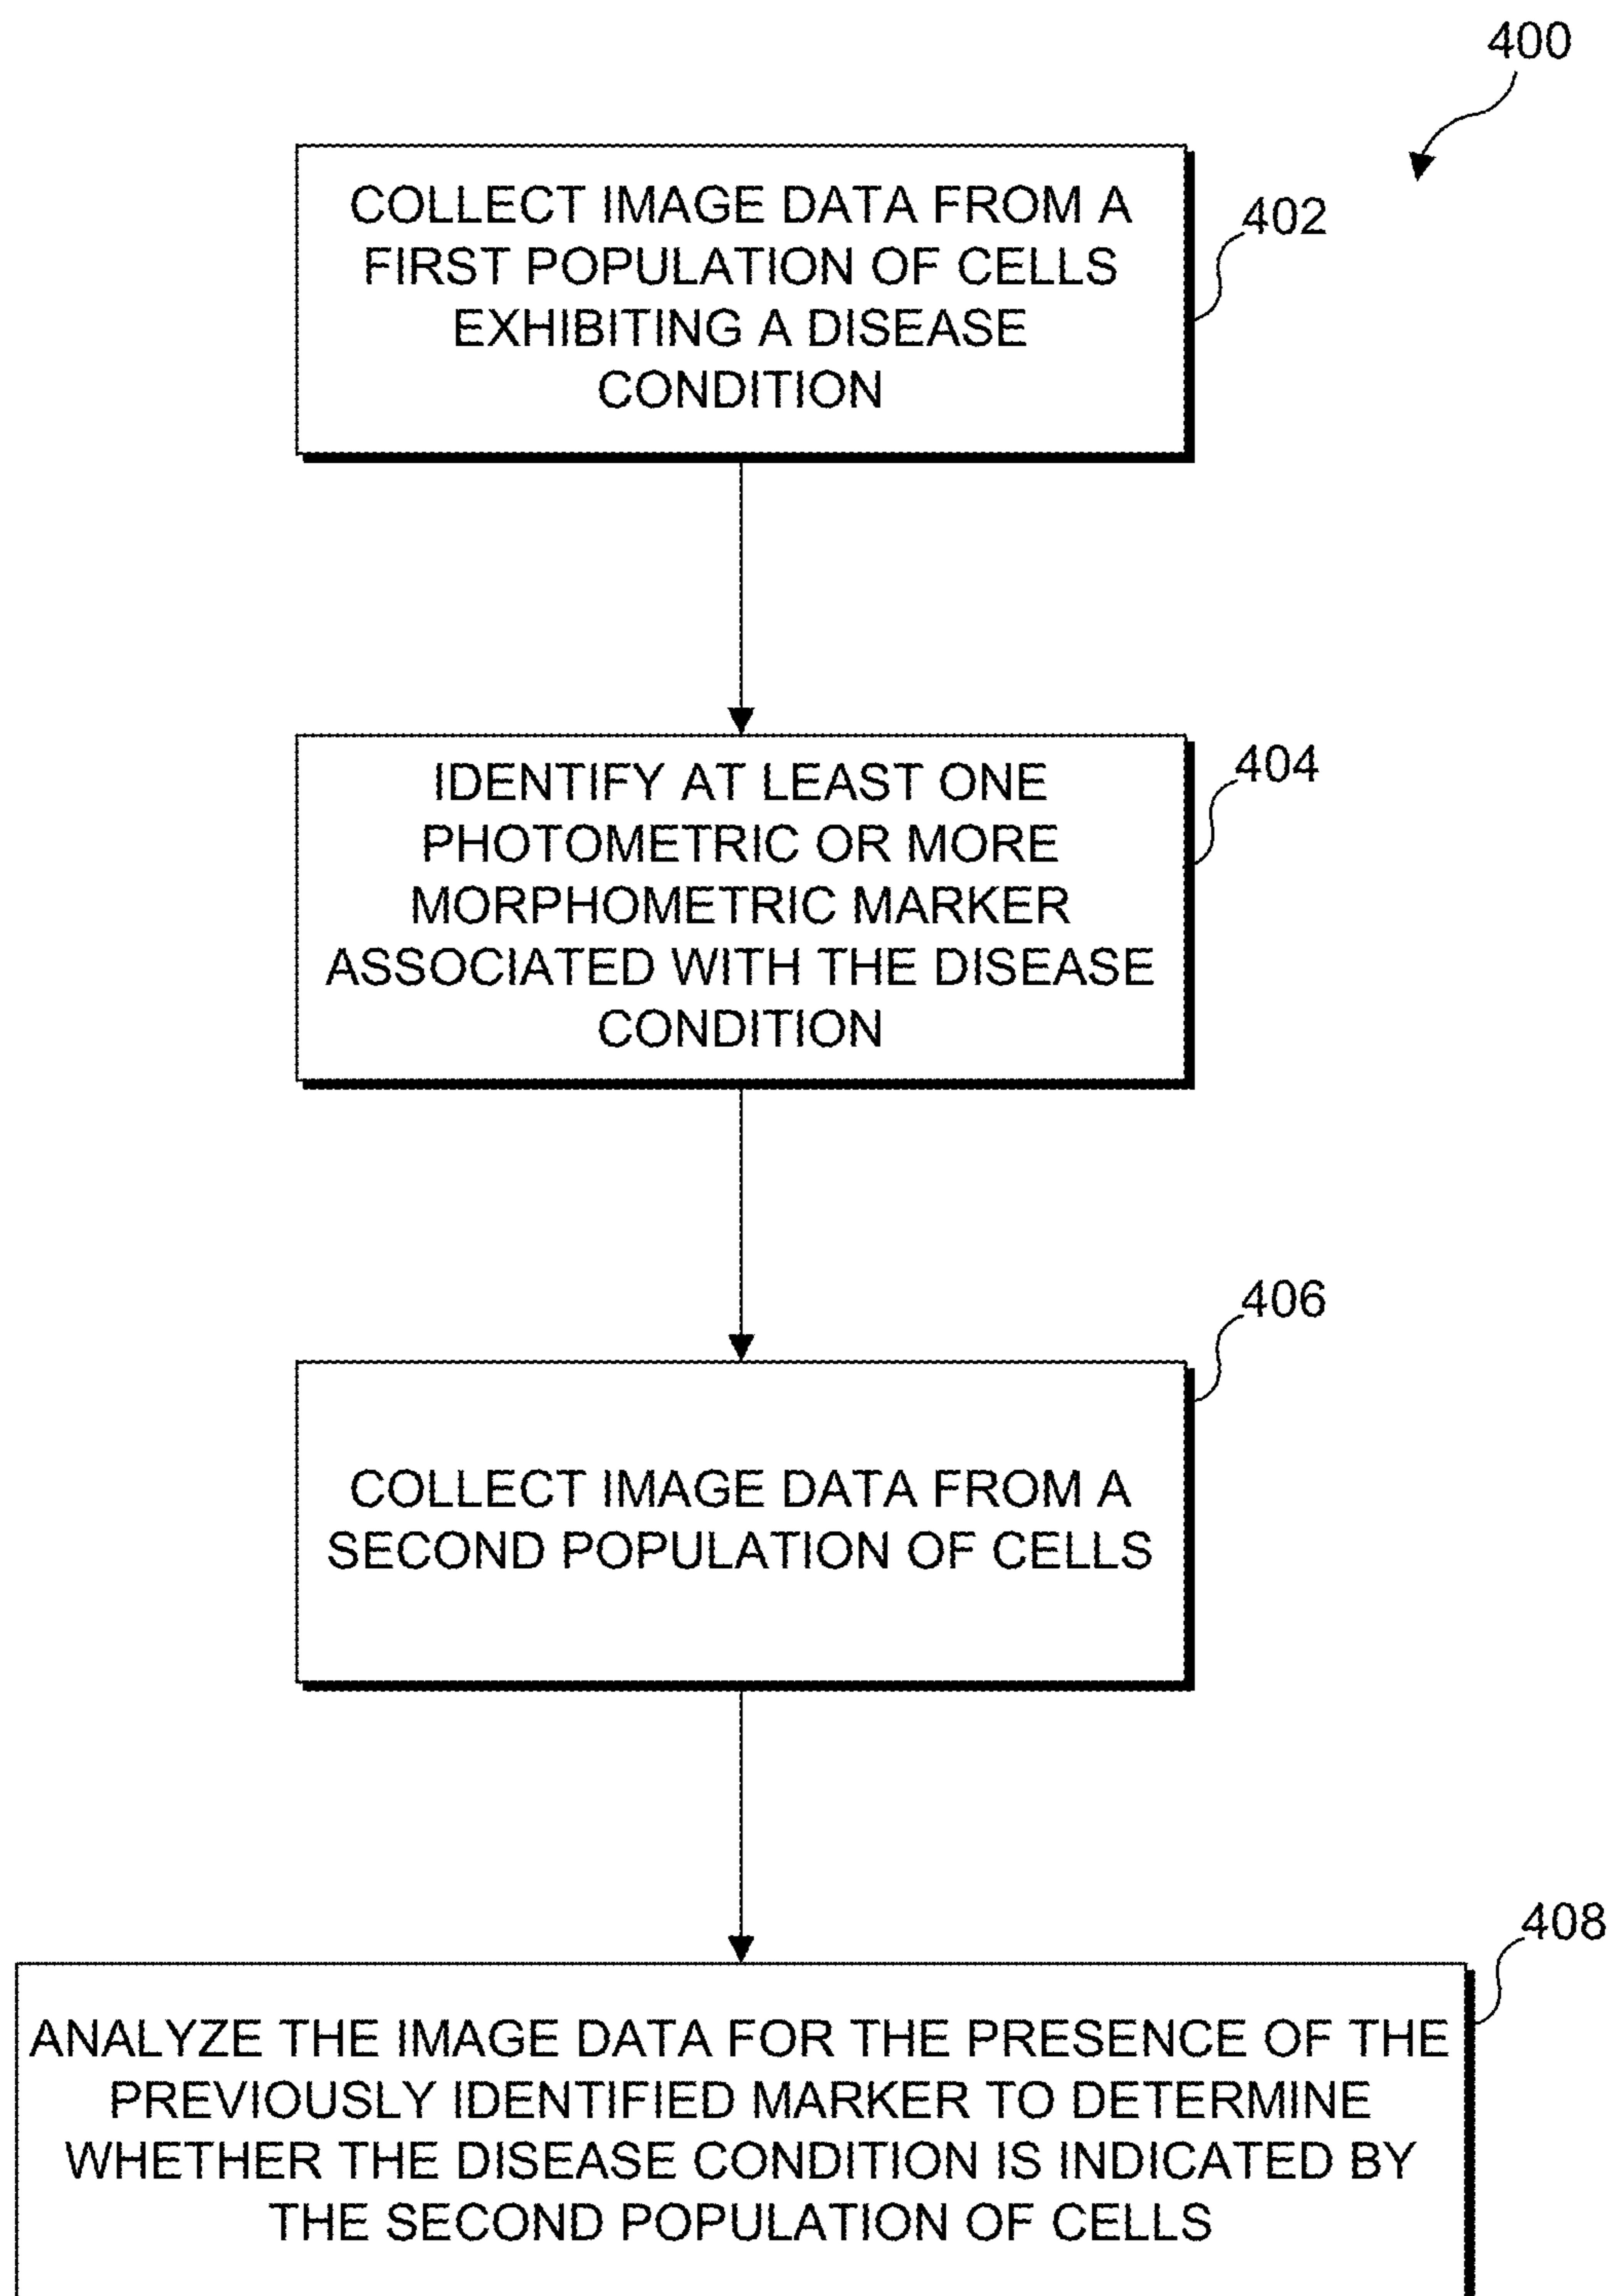 400
COLLECT IMAGE DATA FROM A
FIRST POPULATION OF CELLS
EXHIBITING A DISEASE
CONDITION
402
IDENTIFY AT LEAST ONE
PHOTOMETRIC OR MORE
MORPHOMETRIC MARKER
ASSOCIATED WITH THE DISEASE
CONDITION
404
COLLECT IMAGE DATA FROM A
SECOND POPULATION OF CELLS
406
ANALYZE THE IMAGE DATA FOR THE PRESENCE OF THE
PREVIOUSLY IDENTIFIED MARKER TO DETERMINE
WHETHER THE DISEASE CONDITION IS INDICATED BY
THE SECOND POPULATION OF CELLS
408